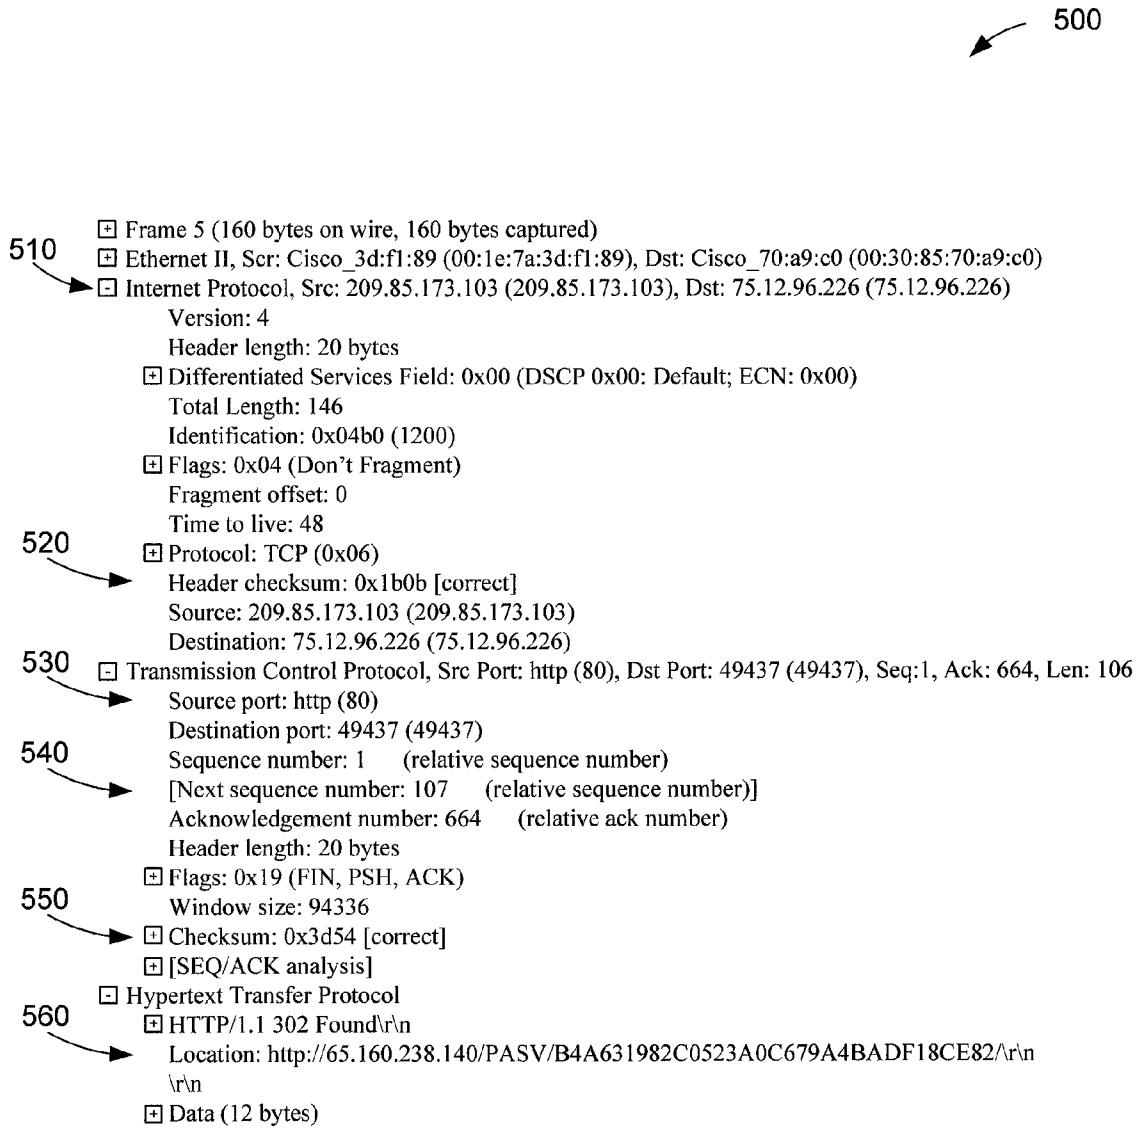 500
Frame 5 (160 bytes on wire, 160 bytes captured)
510
Ethernet II, Scr: Cisco_3d:f1:89 (00:1e:7a:3d:f1:89), Dst: Cisco_70:a9:c0 (00:30:85:70:a9:c0)
Internet Protocol, Src: 209.85.173.103 (209.85.173.103), Dst: 75.12.96.226 (75.12.96.226)
Version: 4
Header length: 20 bytes
Differentiated Services Field: 0x00 (DSCP 0x00: Default; ECN: 0x00)
Total Length: 146
Identification: 0x04b0 (1200)
Flags: 0x04 (Don't Fragment)
Fragment offset: 0
Time to live: 48
520
Protocol: TCP (0x06)
Header checksum: 0x1b0b [correct]
Source: 209.85.173.103 (209.85.173.103)
Destination: 75.12.96.226 (75.12.96.226)
530
Transmission Control Protocol, Src Port: http (80), Dst Port: 49437 (49437), Seq:1, Ack: 664, Len: 106
Source port: http (80)
Destination port: 49437 (49437)
540
Sequence number: 1 (relative sequence number)
[Next sequence number: 107 (relative sequence number)]
Acknowledgement number: 664 (relative ack number)
Header length: 20 bytes
Flags: 0x19 (FIN, PSH, ACK)
550
Window size: 94336
Checksum: 0x3d54 [correct]
[SEQ/ACK analysis]
Hypertext Transfer Protocol
560
HTTP/1.1 302 Found\r\n
Location: http://65.160.238.140/PASV/B4A631982C0523A0C679A4BADF18CE82/\r\n
\r\n
Data (12 bytes)